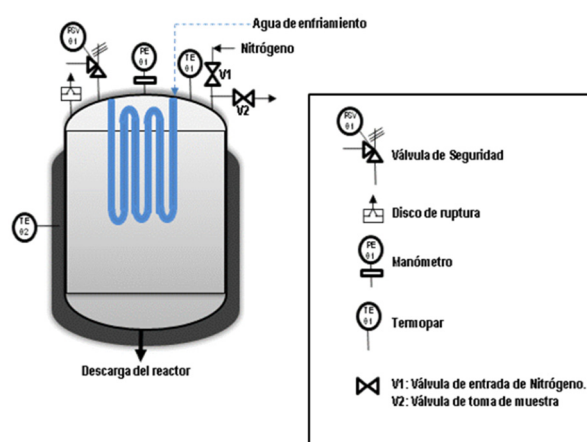 Agua de enfriamiento
PSV
01
PE
01
TE
01
Nitrógeno
V1
V2
TE
02
Descarga del reactor
PSV
01
Válvula de Seguridad
Disco de ruptura
PE
01
Manómetro
TE
01
Termopar
V1: Válvula de entrada de Nitrógeno.
V2: Válvula de toma de muestra